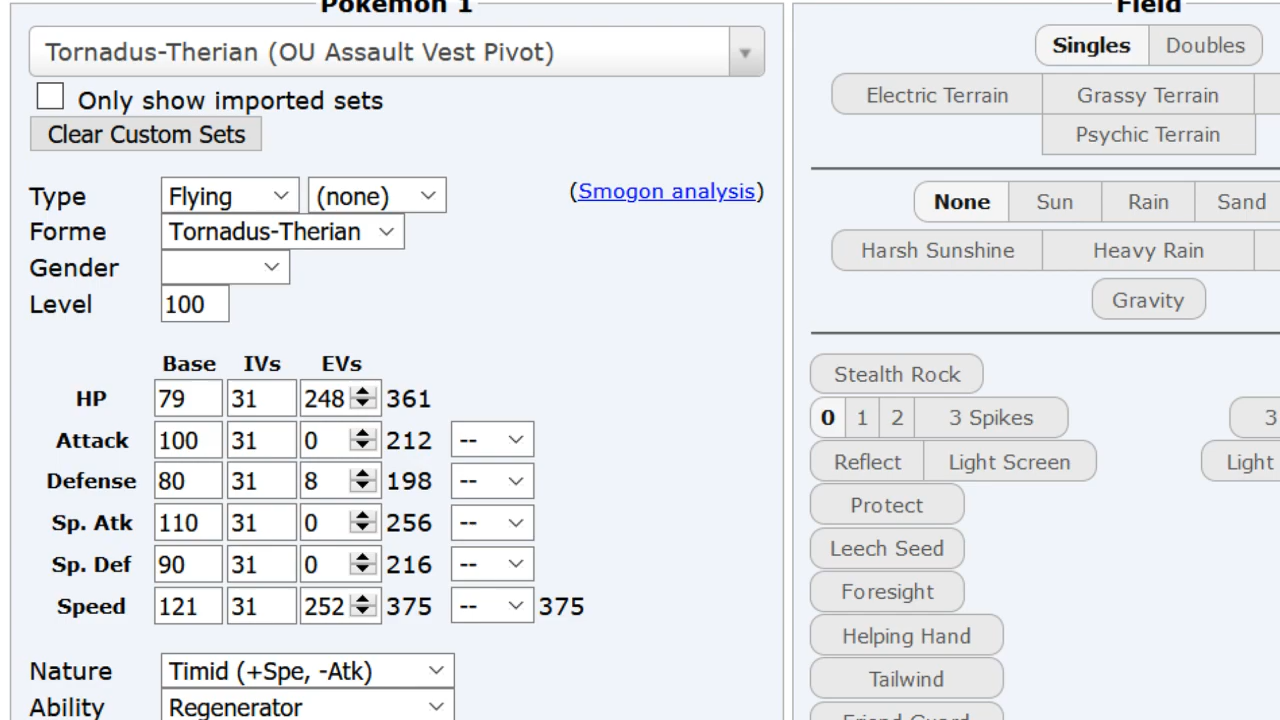 Pokémon 1
Tornadus-Therian (OU Assault Vest Pivot)
Only show imported sets
Clear Custom Sets
Type Flying (none) (Smogon analysis)
Forme Tornadus-Therian
Gender
Level 100
Base IVs EVs
HP 79 31 248 361
Attack 100 31 0 212 --
Defense 80 31 8 198 --
Sp. Atk 110 31 0 256 --
Sp. Def 90 31 0 216 --
Speed 121 31 252 375 -- 375
Nature Timid (+Spe, -Atk)
Ability Regenerator
Field
Singles Doubles
Electric Terrain Grassy Terrain
Psychic Terrain
None Sun Rain Sand
Harsh Sunshine Heavy Rain
Gravity
Stealth Rock
0 1 2 3 Spikes 3
Reflect Light Screen Light
Protect
Leech Seed
Foresight
Helping Hand
Tailwind
Friend Guard